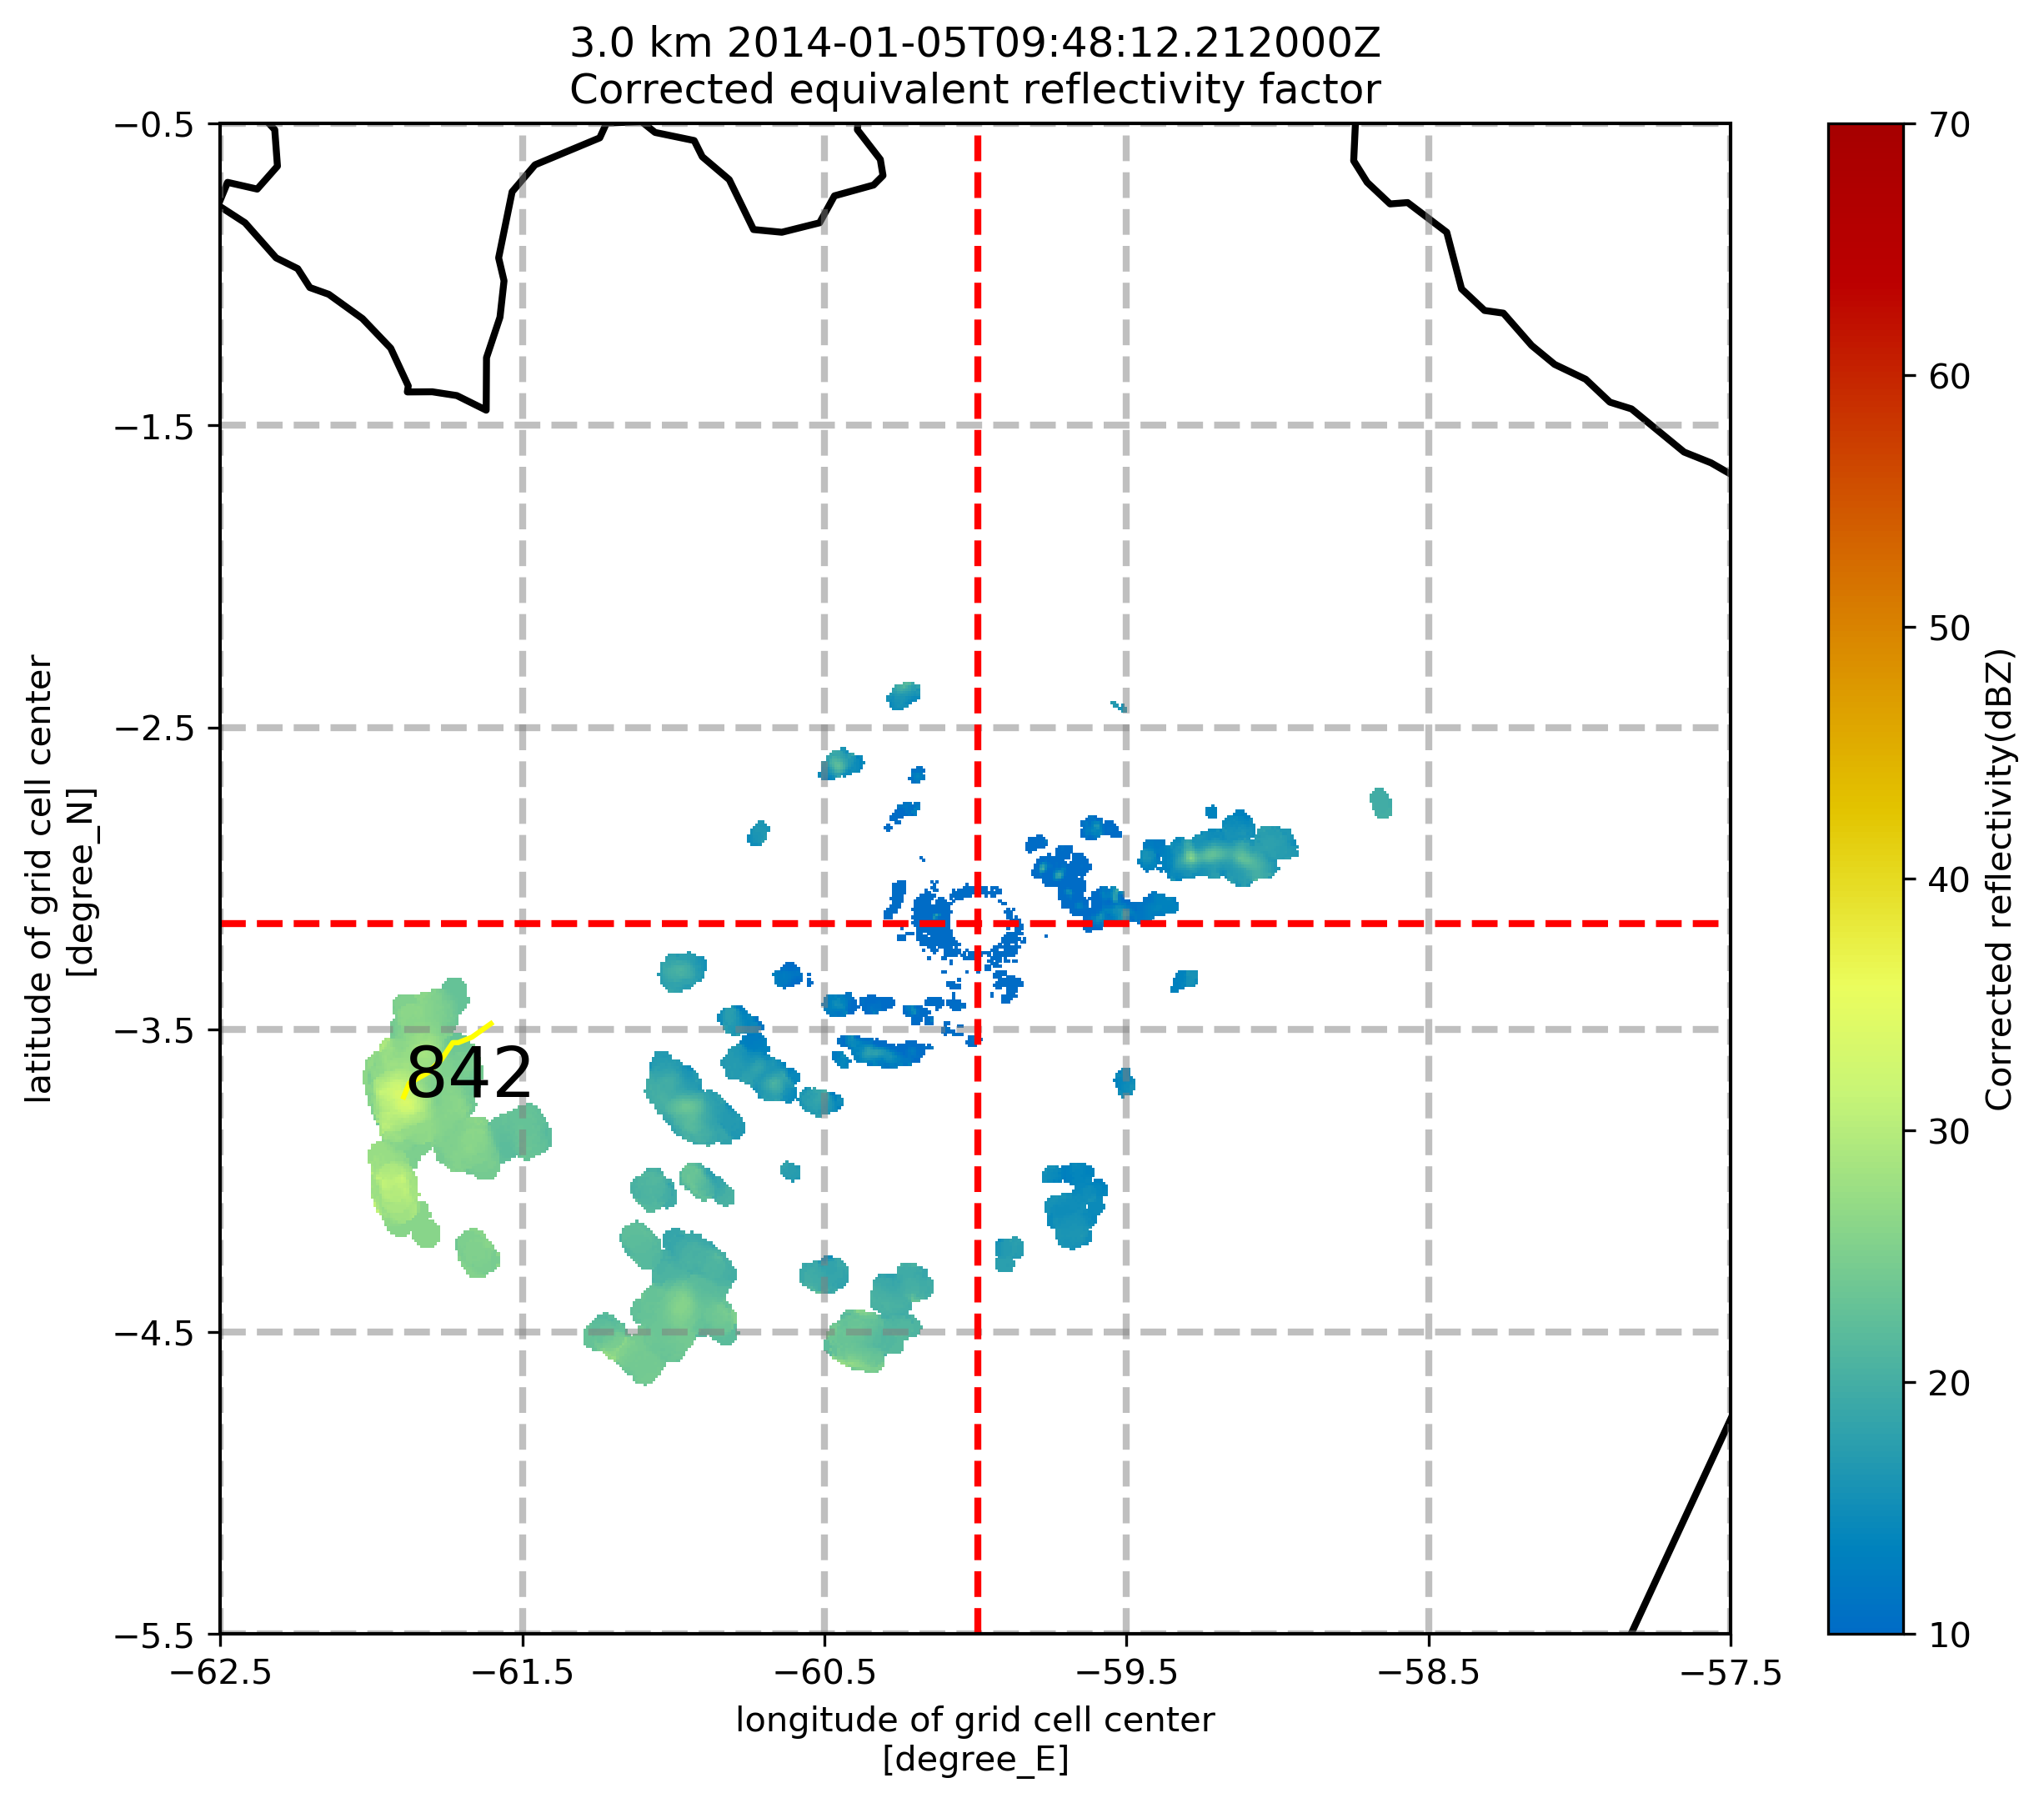 3.0 km 2014-01-05T09:48:12.212000Z
Corrected equivalent reflectivity factor
−0.5
−1.5
−2.5
−3.5
−4.5
−5.5
latitude of grid cell center
[degree_N]
842
−62.5
−61.5
−60.5
−59.5
−58.5
−57.5
longitude of grid cell center
[degree_E]
70
60
50
40
30
20
10
Corrected reflectivity(dBZ)